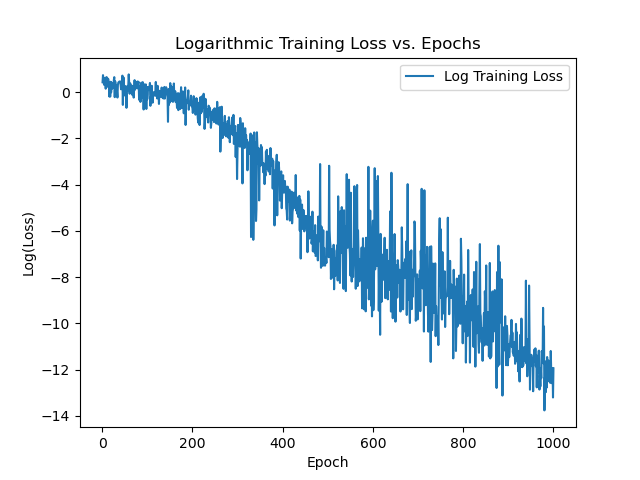 Logarithmic Training Loss vs. Epochs
Log Training Loss
Log(Loss)
0
−2
−4
−6
−8
−10
−12
−14
0 200 400 600 800 1000
Epoch